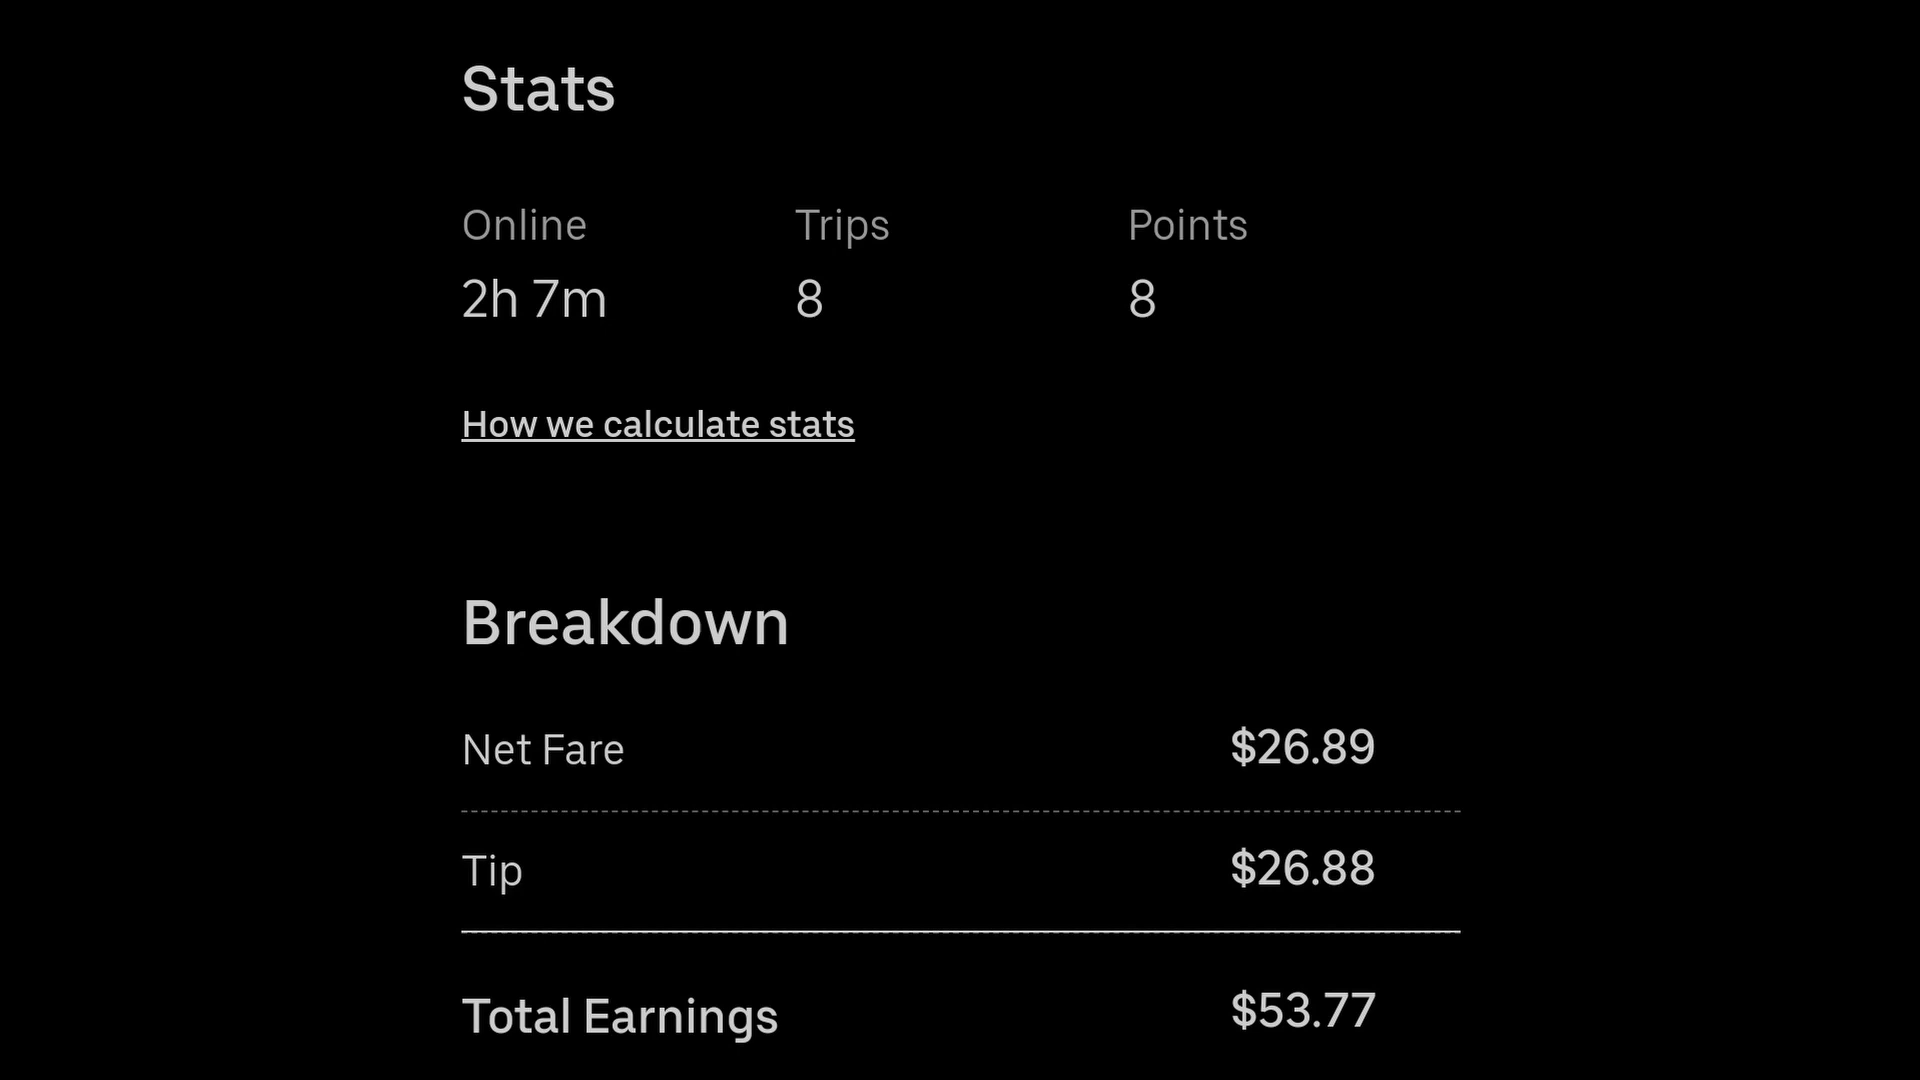 Stats
Online Trips Points
2h 7m 8 8
How we calculate stats
Breakdown
Net Fare $26.89
Tip $26.88
Total Earnings $53.77